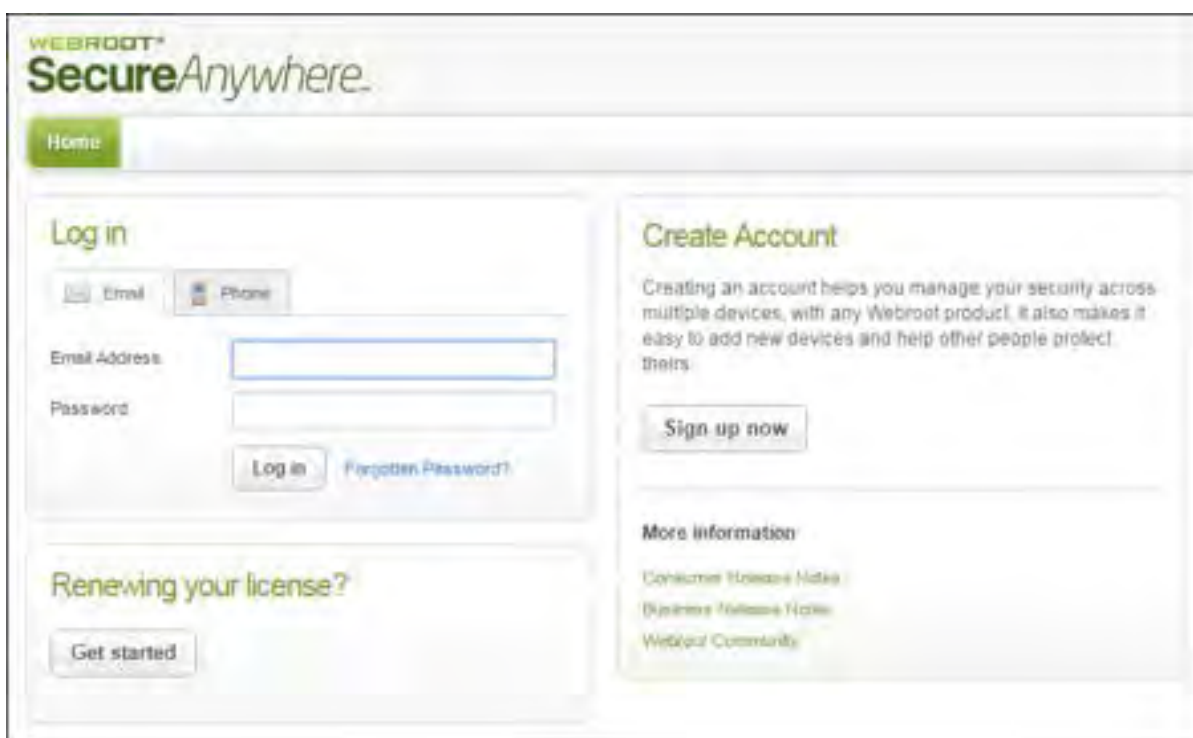 WEBROOT®
SecureAnywhere™
Home
Log in
Email
Phone
Email Address
Password
Log in
Forgotten Password?
Renewing your license?
Get started
Create Account
Creating an account helps you manage your security across
multiple devices, with any Webroot product, it also makes it
easy to add new devices and help other people protect
theirs.
Sign up now
More Information
Consumer Release Notes
Business Release Notes
Webroot Community